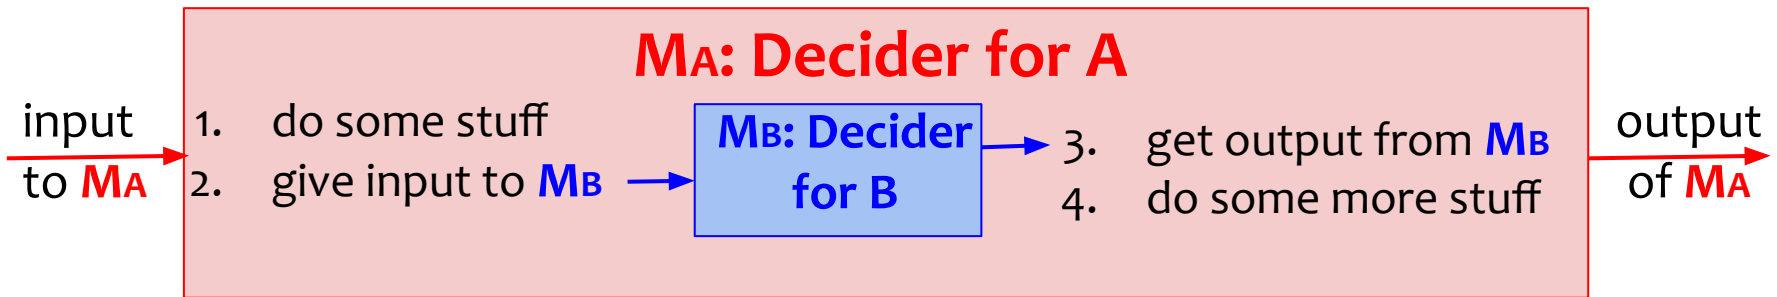 MA: Decider for A
input
to MA
1. do some stuff
2. give input to MB
MB: Decider
for B
3. get output from MB
4. do some more stuff
output
of MA